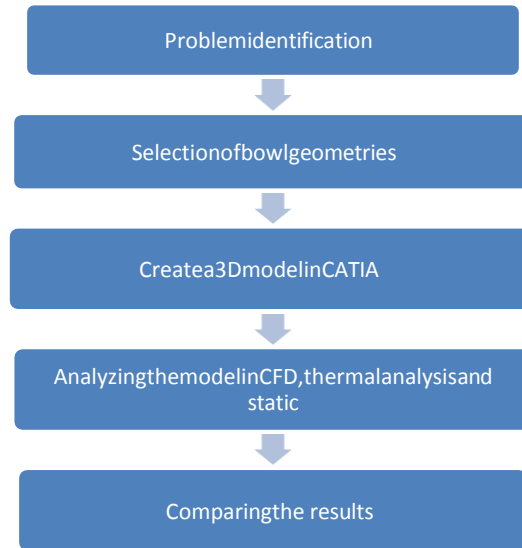 Problemidentification
Selectionofbowlgeometries
Createa3DmodelinCATIA
AnalyzingthemodelinCFD,thermalanalysisand
static
Comparingthe results